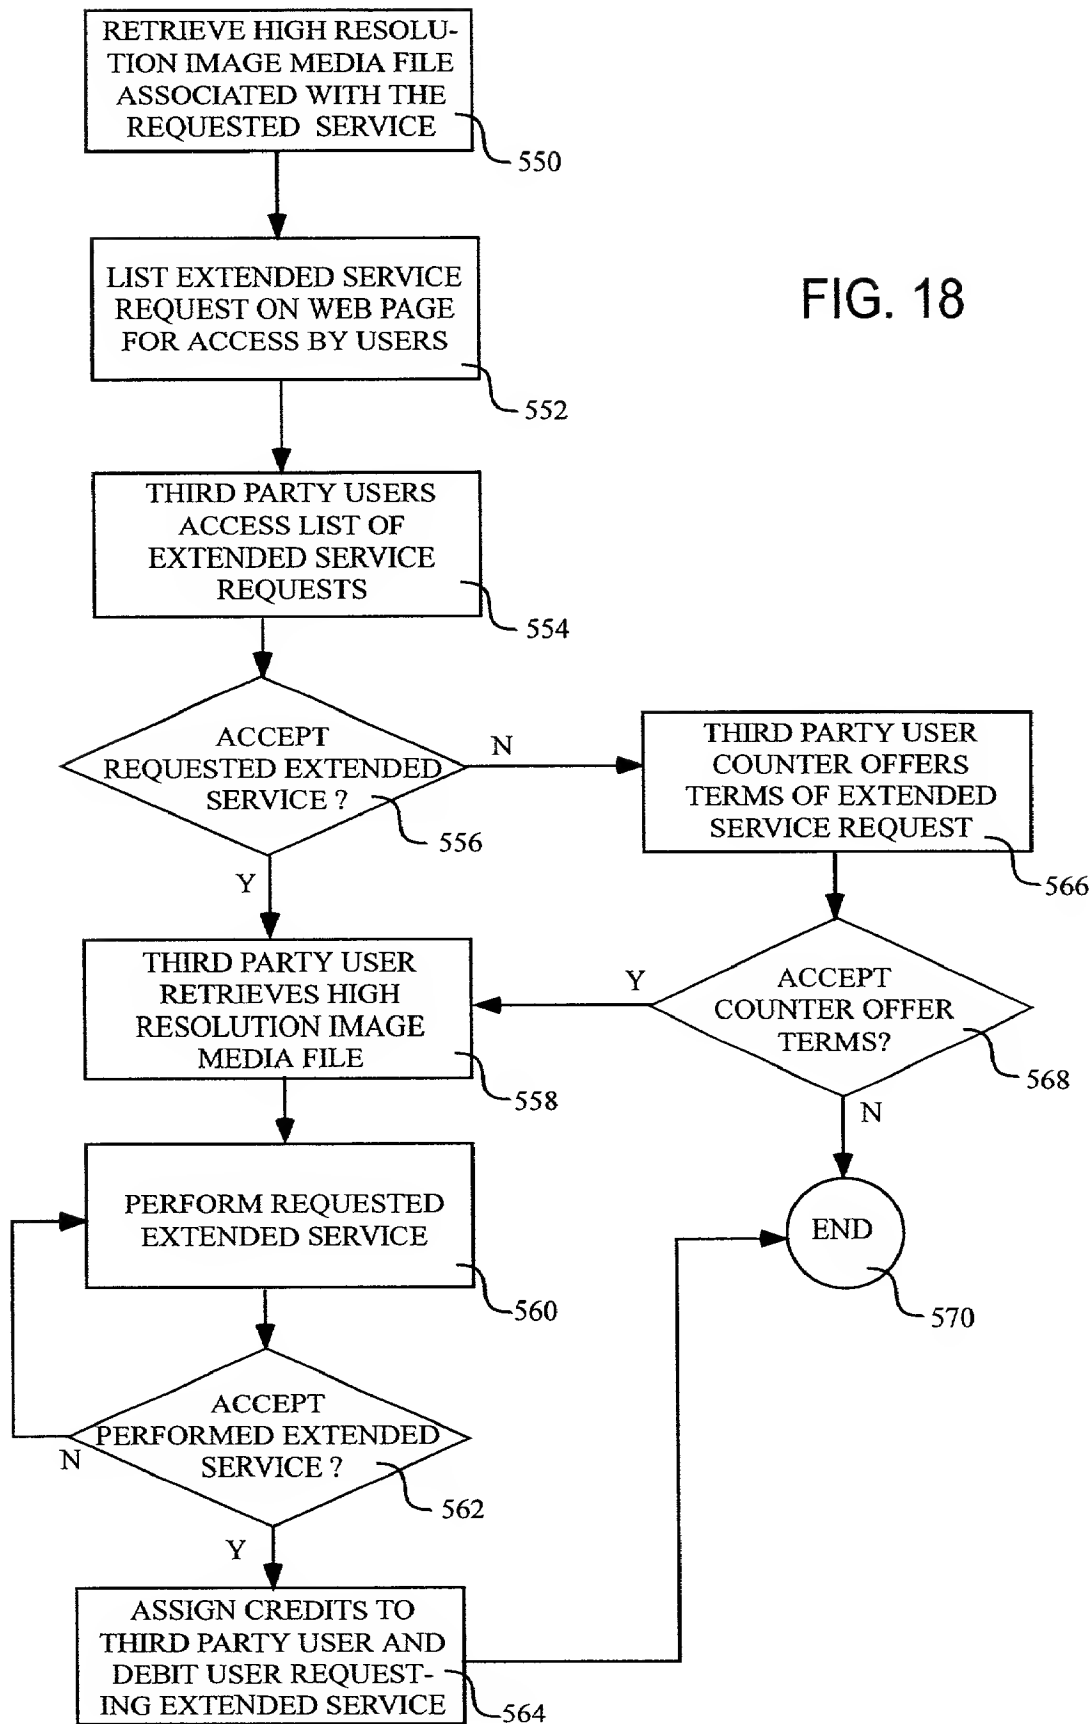 RETRIEVE HIGH RESOLU-
TION IMAGE MEDIA FILE
ASSOCIATED WITH THE
REQUESTED SERVICE
550
LIST EXTENDED SERVICE
REQUEST ON WEB PAGE
FOR ACCESS BY USERS
552
FIG. 18
THIRD PARTY USERS
ACCESS LIST OF
EXTENDED SERVICE
REQUESTS
554
ACCEPT
REQUESTED EXTENDED
SERVICE ?
556
N
Y
THIRD PARTY USER
COUNTER OFFERS
TERMS OF EXTENDED
SERVICE REQUEST
566
THIRD PARTY USER
RETRIEVES HIGH
RESOLUTION IMAGE
MEDIA FILE
558
Y
ACCEPT
COUNTER OFFER
TERMS?
568
N
PERFORM REQUESTED
EXTENDED SERVICE
560
END
570
ACCEPT
PERFORMED EXTENDED
SERVICE ?
562
N
Y
ASSIGN CREDITS TO
THIRD PARTY USER AND
DEBIT USER REQUEST-
ING EXTENDED SERVICE
564